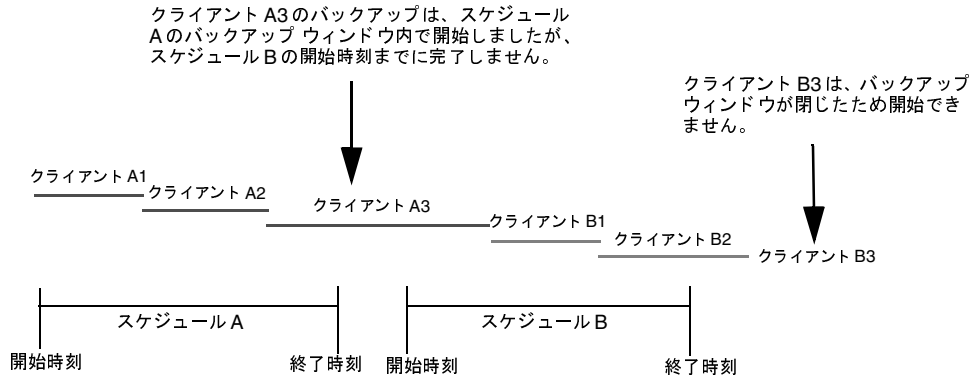 クライアント A3のバックアップは、スケジュール
Aのバックアップ ウィンドウ内で開始しましたが、
スケジュールBの開始時刻までに完了しません。
クライアント B3は、バックアップ
ウィンドウが閉じたため開始でき
ません。
クライアントA1
クライアント A2
クライアント A3
クライアント B1
クライアント B2
クライアント B3
スケジュール A
スケジュール B
開始時刻
終了時刻
開始時刻
終了時刻